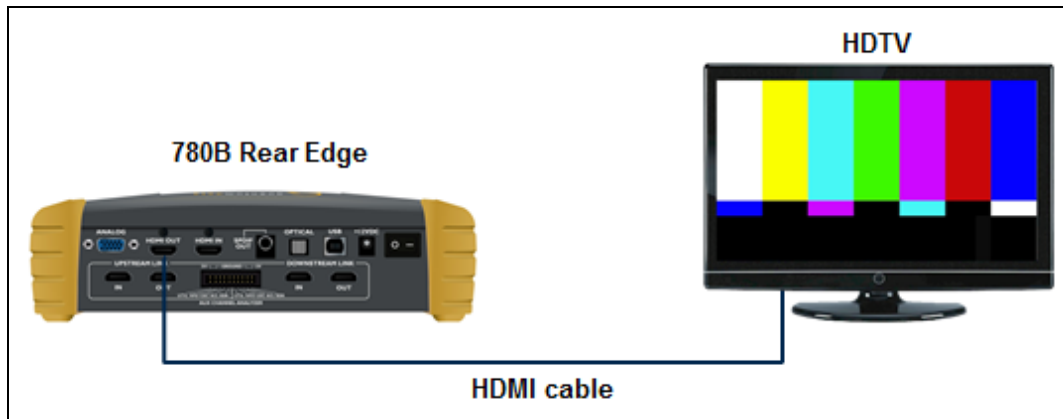 HDTV
780B Rear Edge
ANALOG HDMI OUT HDMI IN SPDIF OUT OPTICAL USB
UPSTREAM LINK DOWNSTREAM LINK
IN OUT IN OUT
AUX CHANNEL ANALYZER
HDMI cable